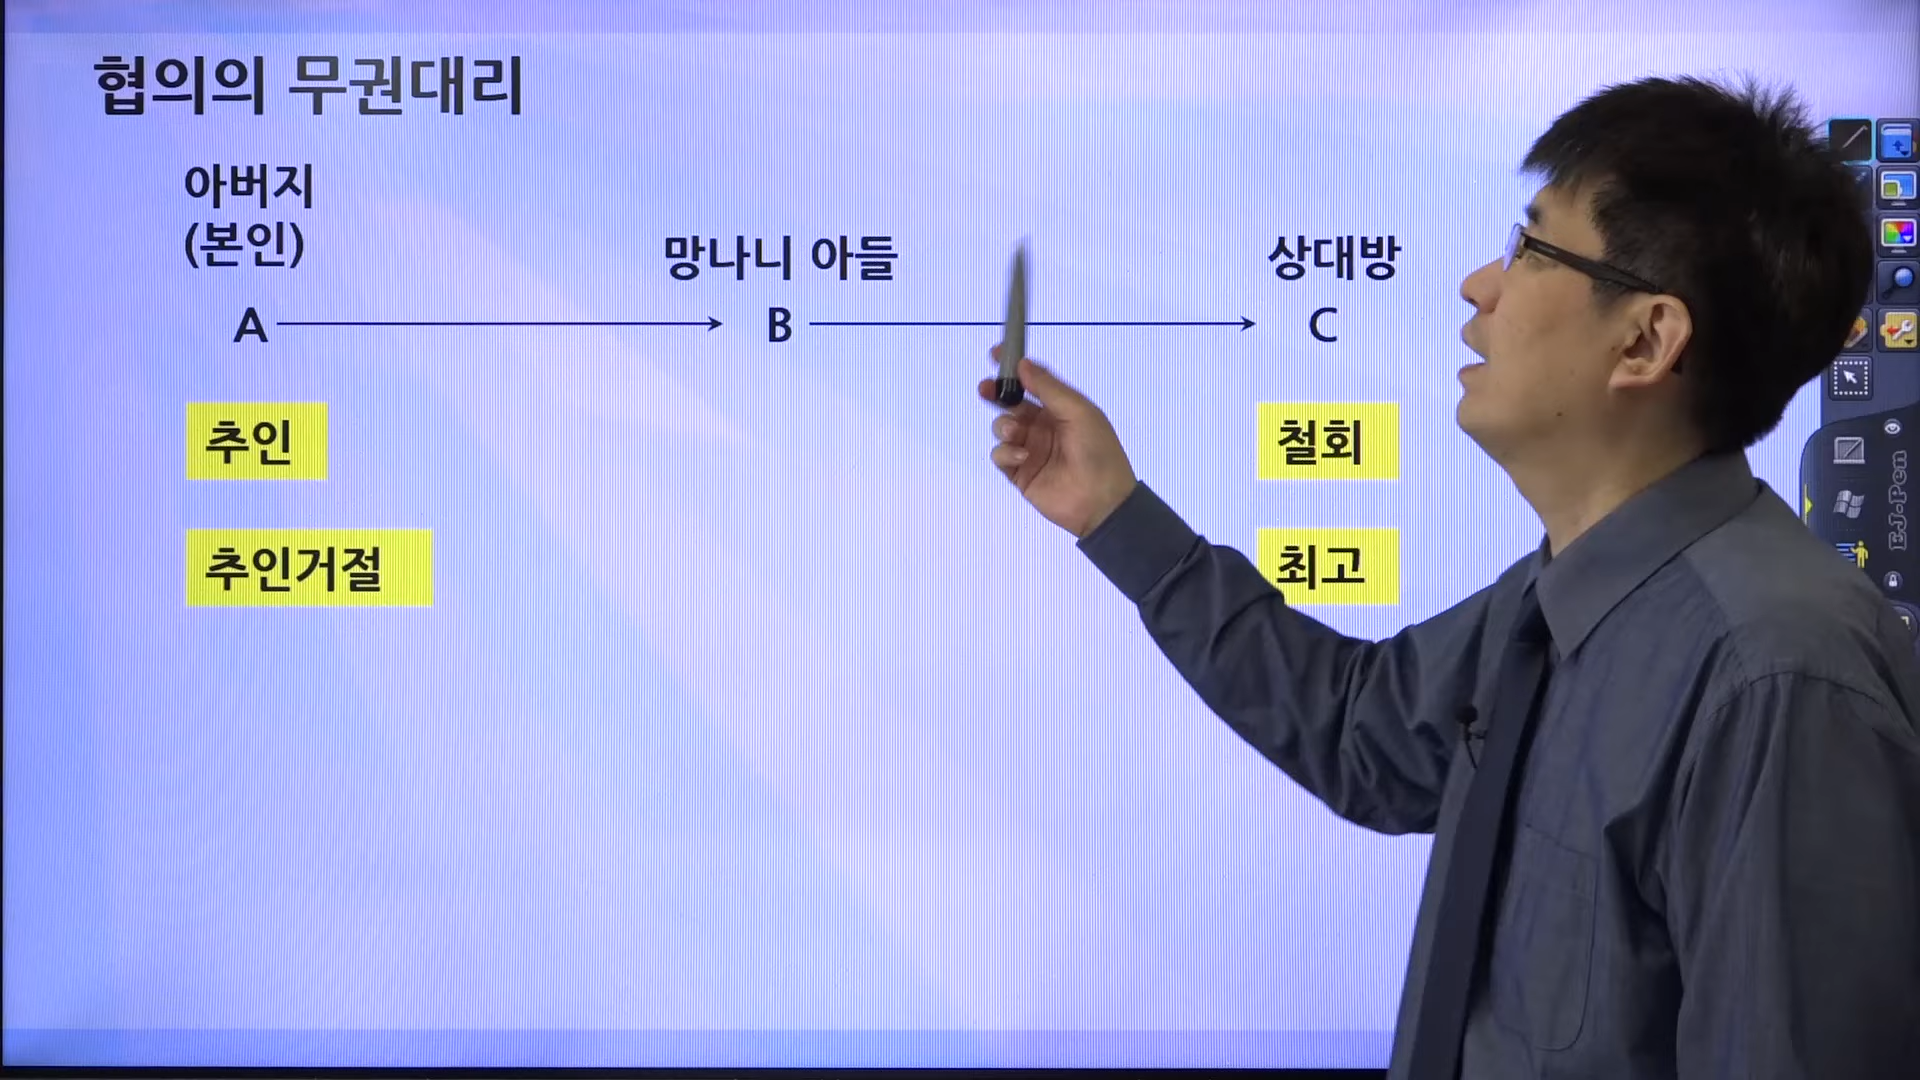 협의의 무권대리
아버지
(본인)
망나니 아들
상대방
A
B
C
추인
철회
추인거절
최고
EJ-Pen